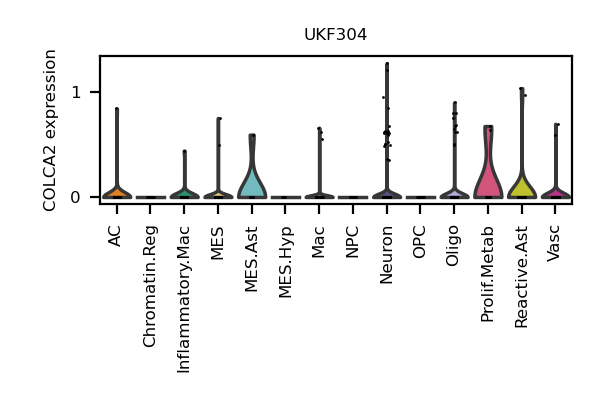 UKF304
COLCA2 expression
1
0
AC
Chromatin.Reg
Inflammatory.Mac
MES
MES.Ast
MES.Hyp
Mac
NPC
Neuron
OPC
Oligo
Prolif.Metab
Reactive.Ast
Vasc